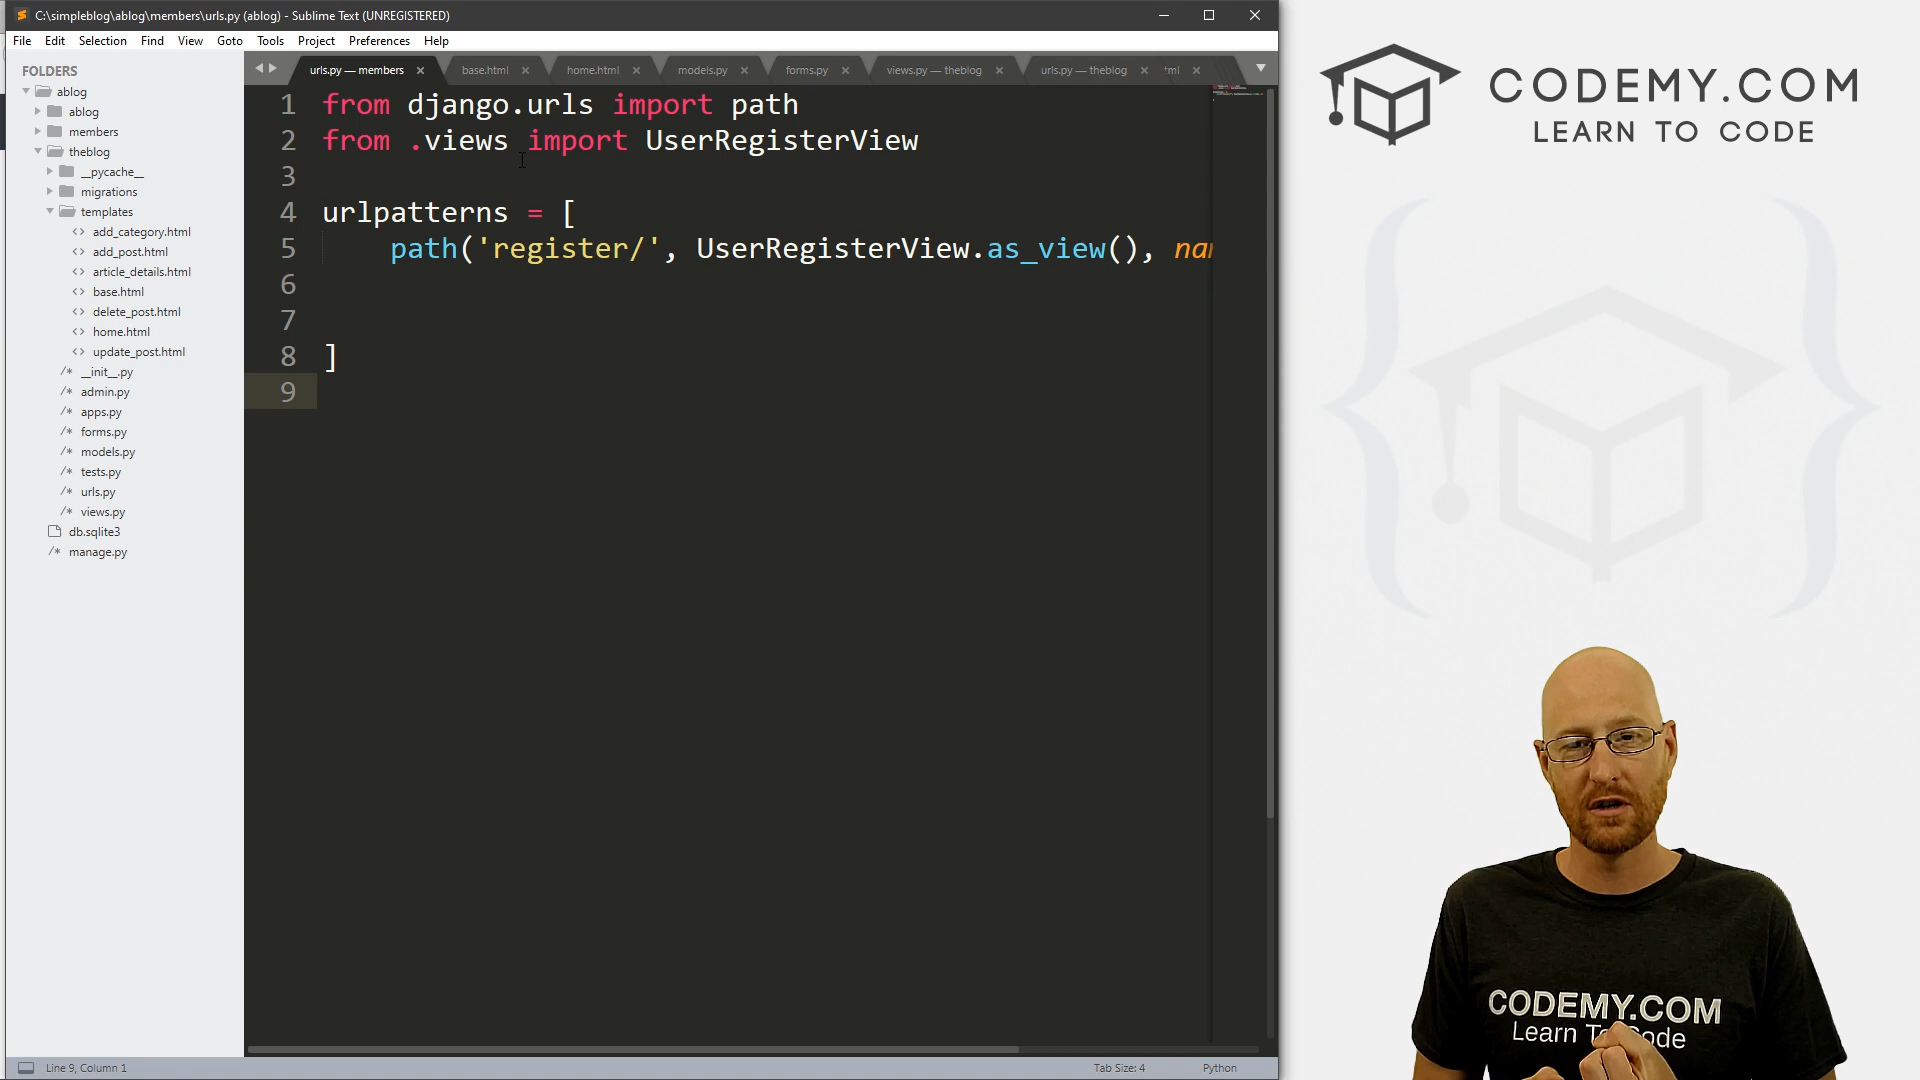 C:\simpleblog\ablog\members\urls.py (ablog) - Sublime Text (UNREGISTERED)
File Edit Selection Find View Goto Tools Project Preferences Help
FOLDERS
ablog
ablog
members
theblog
__pycache__
migrations
templates
<> add_category.html
<> add_post.html
<> article_details.html
<> base.html
<> delete_post.html
<> home.html
<> update_post.html
/* __init__.py
/* admin.py
/* apps.py
/* forms.py
/* models.py
/* tests.py
/* urls.py
/* views.py
db.sqlite3
/* manage.py
urls.py — members base.html home.html models.py forms.py views.py — theblog urls.py — theblog tml
1 from django.urls import path
2 from .views import UserRegisterView
3
4 urlpatterns = [
5 path('register/', UserRegisterView.as_view(), nar
6
7
8 ]
9
Line 9, Column 1
Tab Size: 4
Python
CODEMY.COM
LEARN TO CODE
CODEMY.COM
Learn To Code